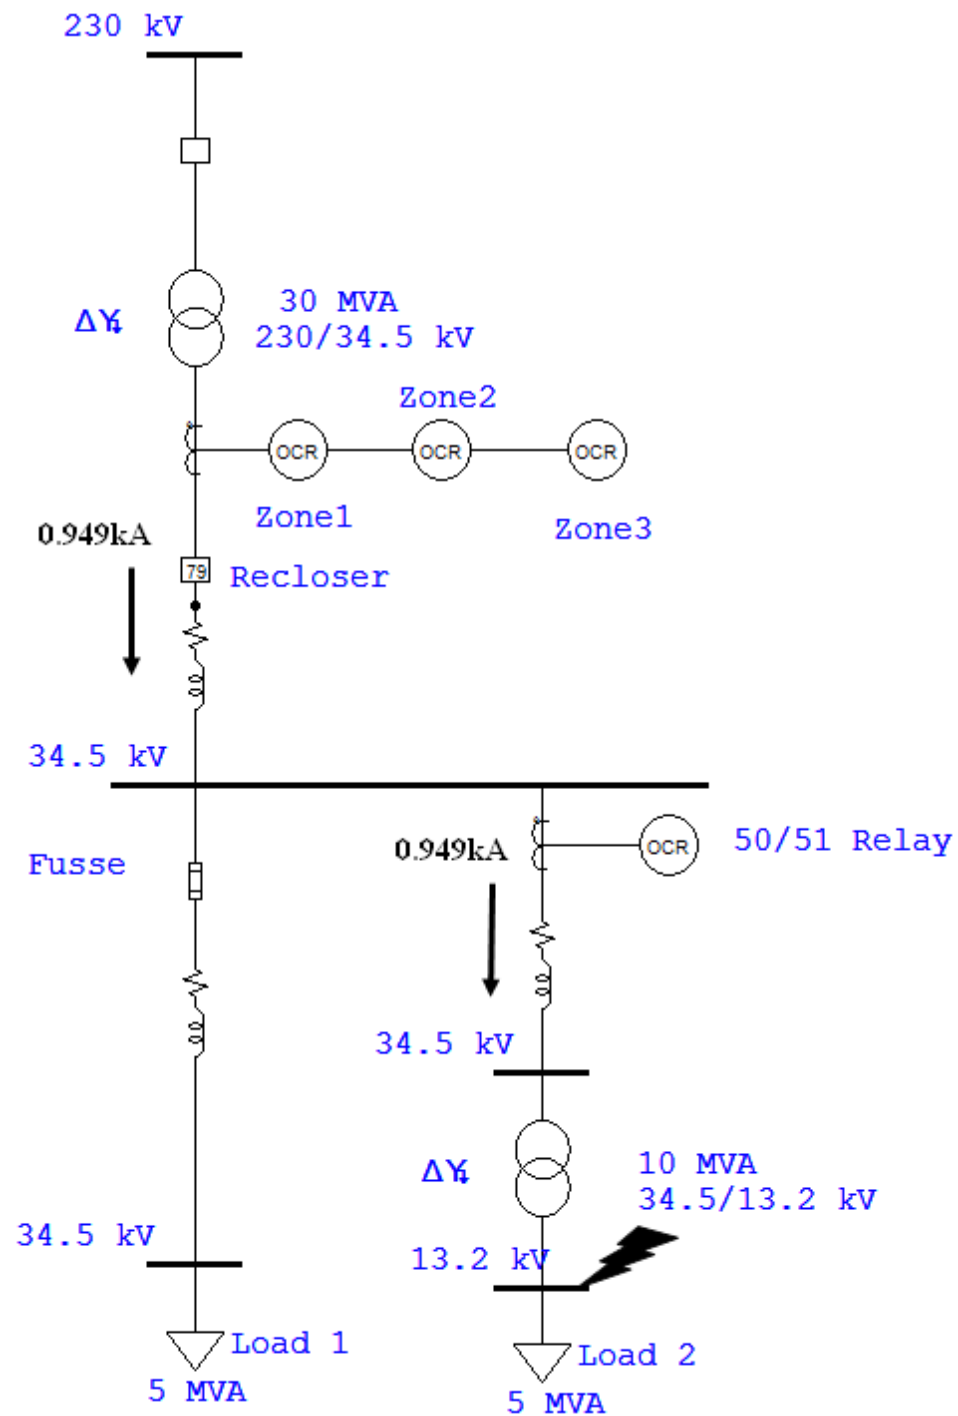 230 kV
30 MVA
ΔY
230/34.5 kV
Zone2
OCR
OCR
OCR
Zone1
Zone3
0.949kA
79
Recloser
34.5 kV
0.949kA
OCR
50/51 Relay
Fusse
34.5 kV
10 MVA
ΔY
34.5/13.2 kV
34.5 kV
13.2 kV
Load 1
Load 2
5 MVA
5 MVA